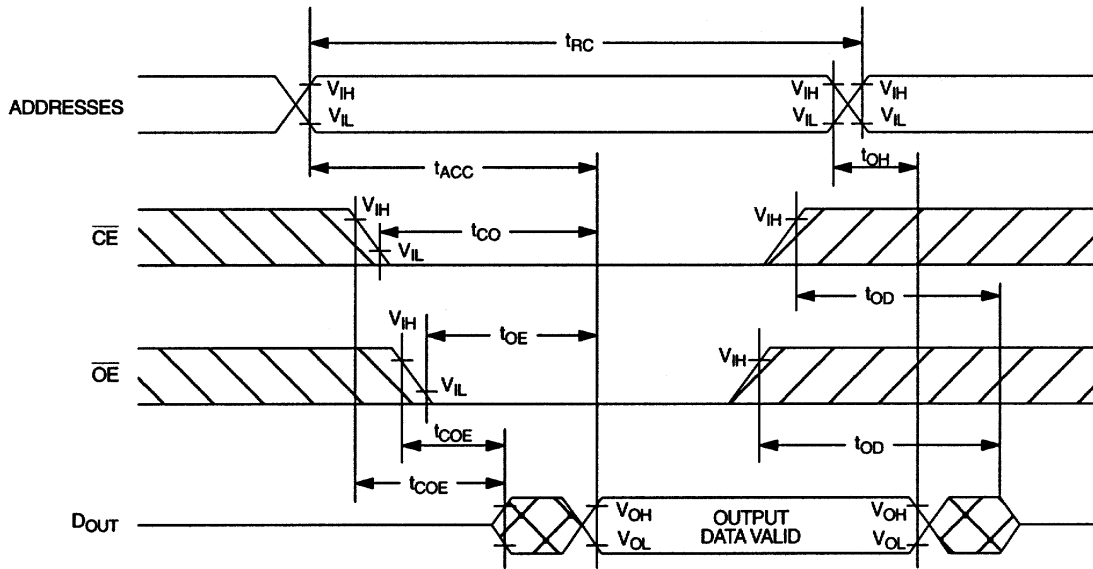 tRC
ADDRESSES
VIH
VIL
VIH
VIL
VIH
VIL
tACC
tOH
CE
VIH
VIL
tCO
VIH
tOD
OE
VIH
VIL
tOE
VIH
tCOE
tOD
tCOE
DOUT
VOH
VOL
OUTPUT
DATA VALID
VOH
VOL